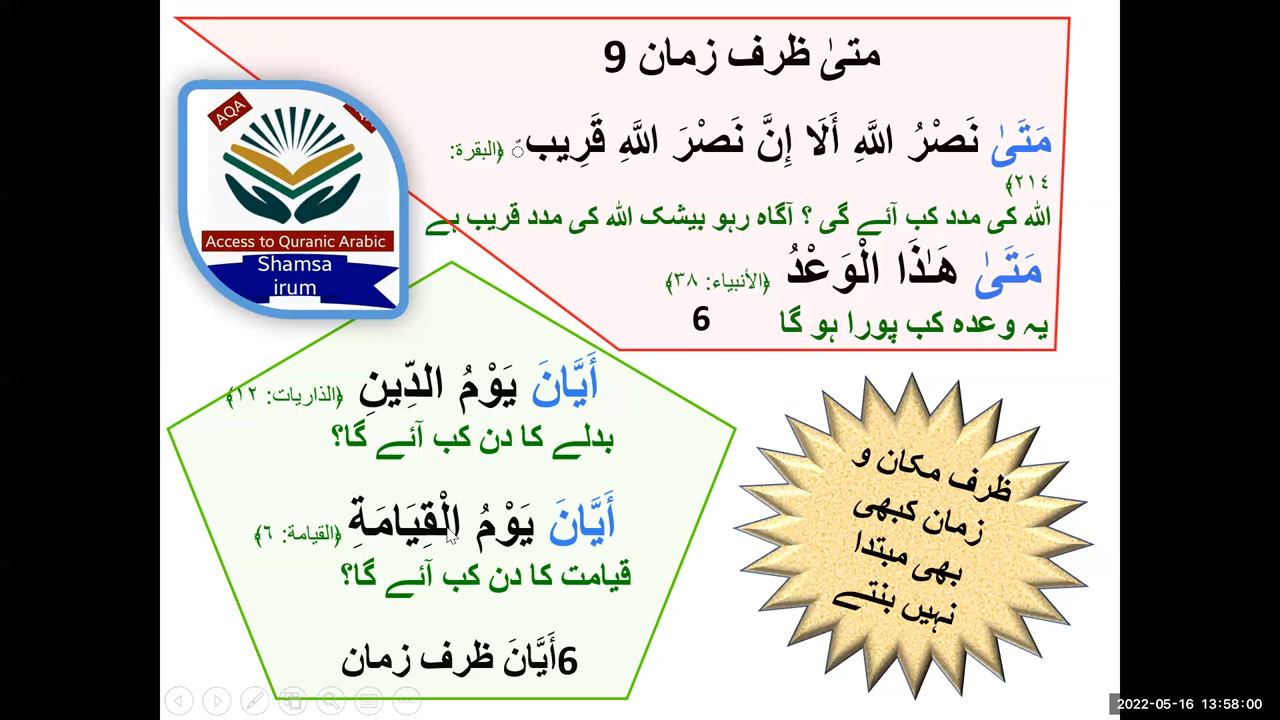 متیٰ ظرف زمان 9
مَتَىٰ نَصْرُ اللَّهِ أَلَا إِنَّ نَصْرَ اللَّهِ قَرِيبٌ ﴿البقرة:
٢١٤﴾
اللہ کی مدد کب آئے گی ؟ آگاہ رہو بیشک اللہ کی مدد قریب ہے
مَتَىٰ هَـٰذَا الْوَعْدُ ﴿الأنبياء: ٣٨﴾
یہ وعدہ کب پورا ہو گا 6
AQA
Access to Quranic Arabic
Shamsa
irum
أَيَّانَ يَوْمُ الدِّينِ ﴿الذاريات: ١٢﴾
بدلے کا دن کب آئے گا؟
أَيَّانَ يَوْمُ الْقِيَامَةِ ﴿القيامة: ٦﴾
قیامت کا دن کب آئے گا؟
6أَيَّانَ ظرف زمان
ظرف مکان و
زمان کبھی
بھی مبتدا
نہیں بنتے
2022-05-16 13:58:00